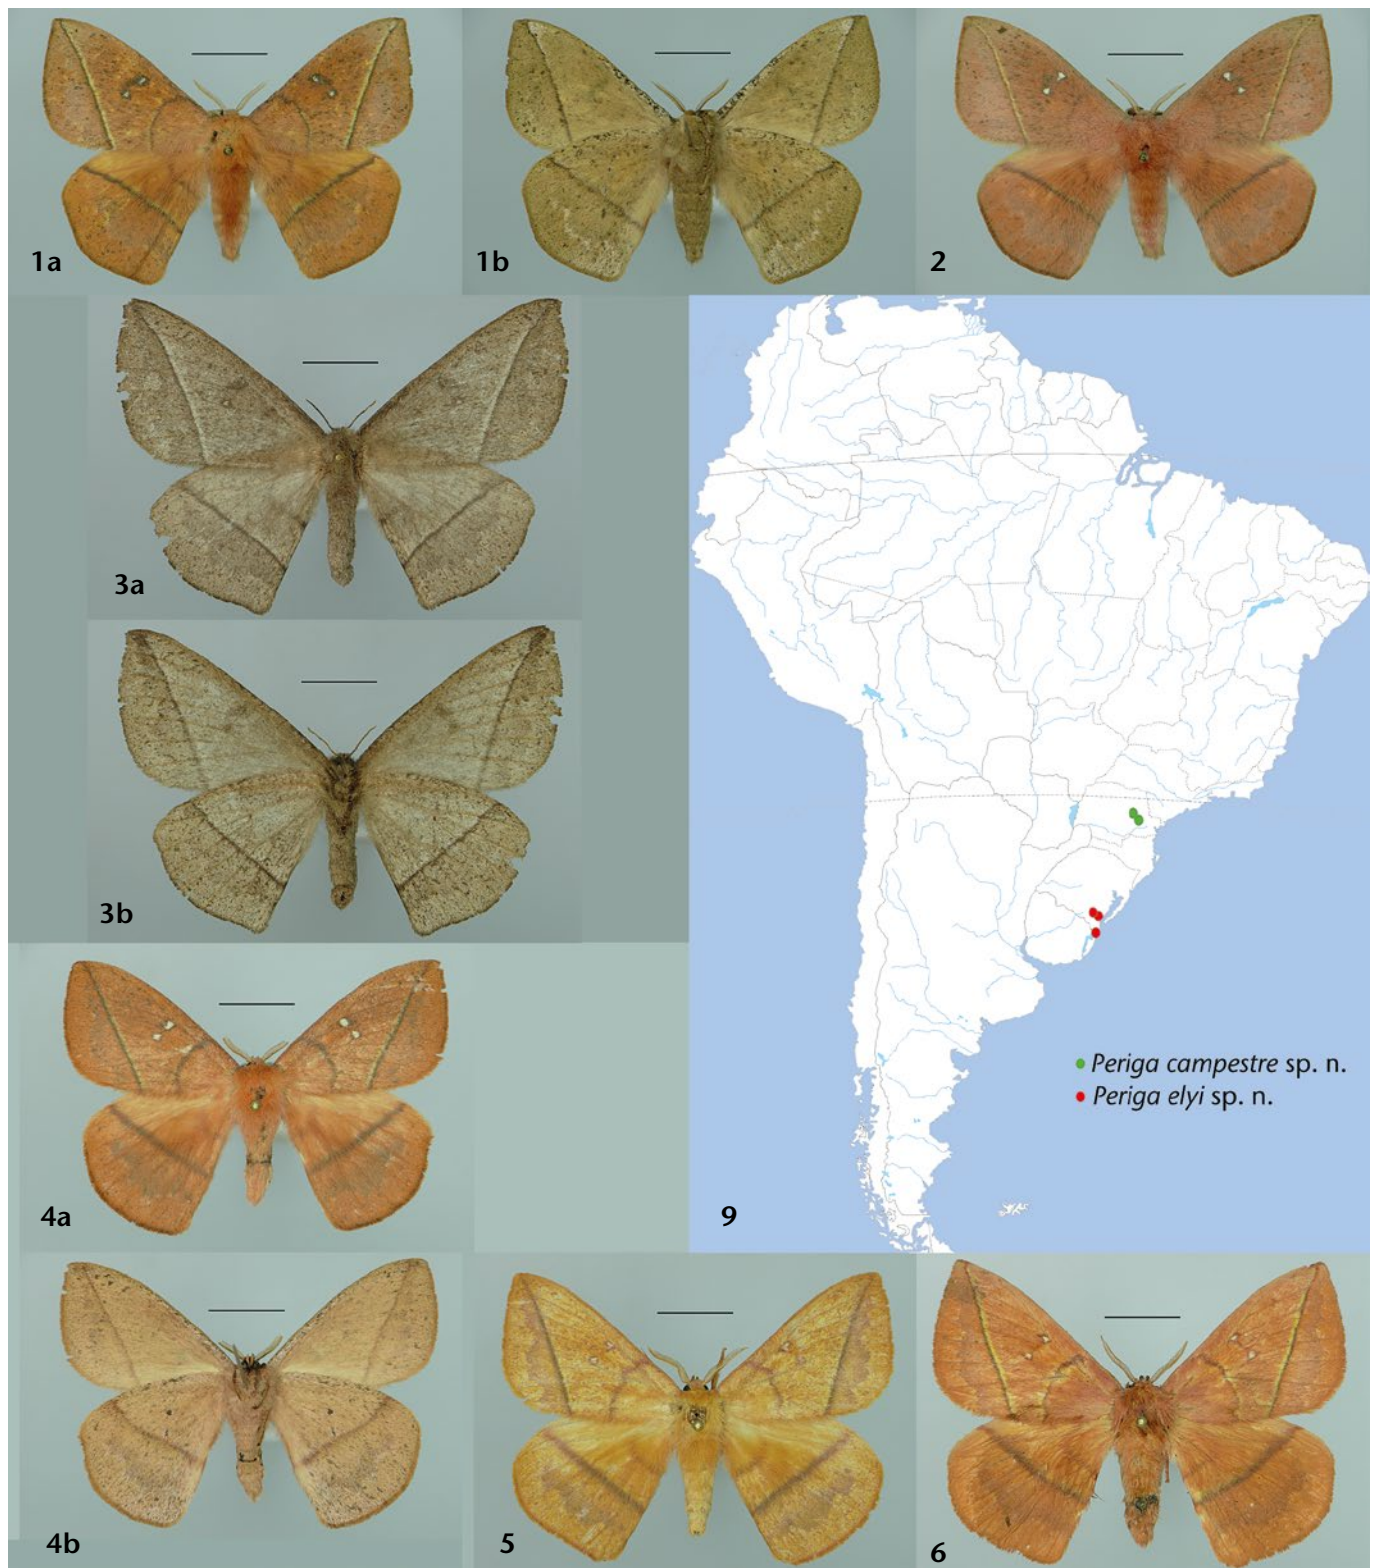 1a
1b
2
3a
3b
Periga campestre sp. n.
Periga elyi sp. n.
4a
9
4b
5
6